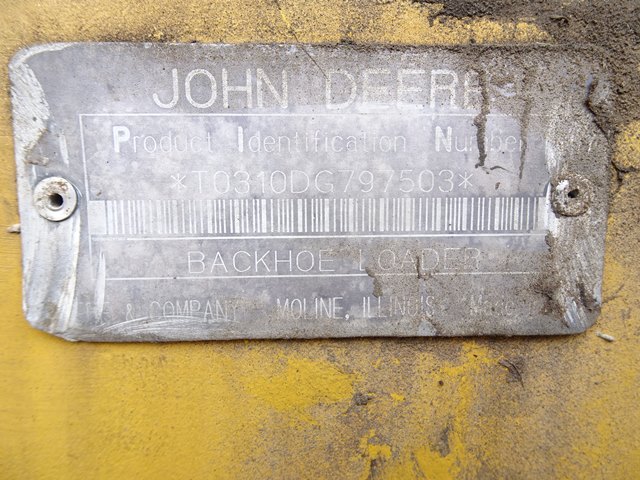 JOHN DEERE
Product Identification Number
*T0310DG797503*
BACKHOE LOADER
& COMPANY MOLINE, ILLINOIS